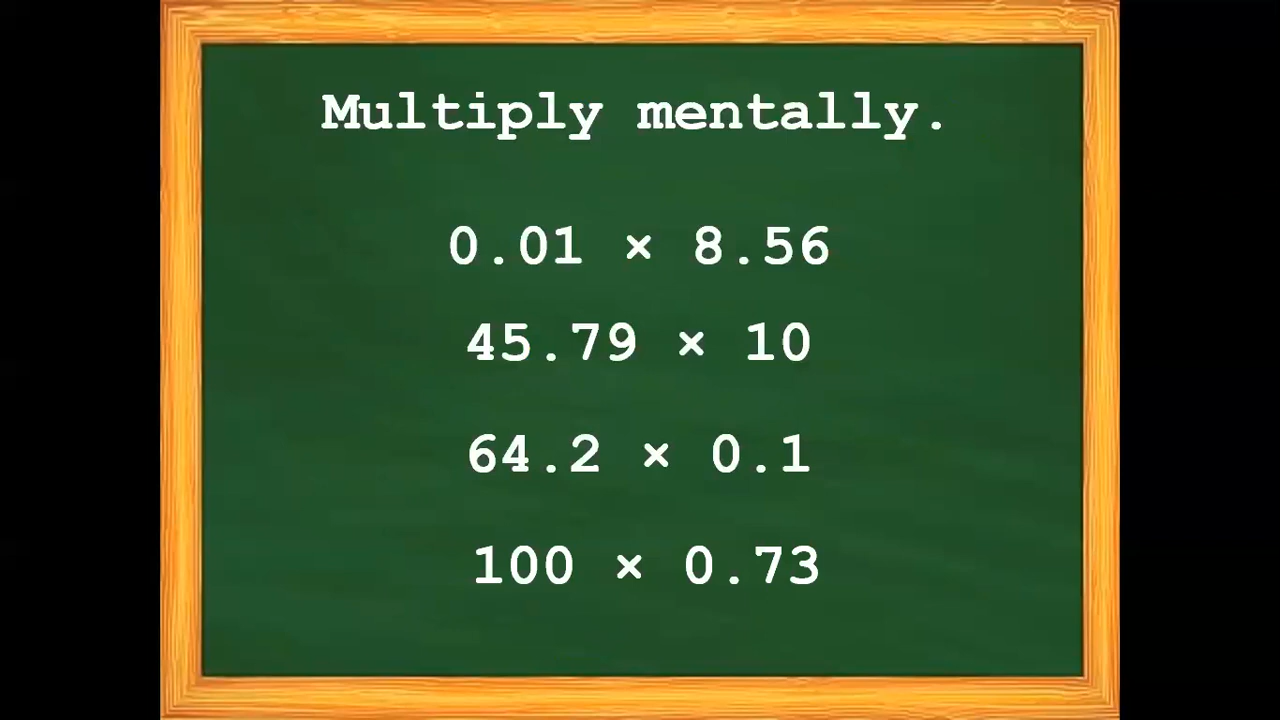 Multiply mentally.
0.01 × 8.56
45.79 × 10
64.2 × 0.1
100 × 0.73